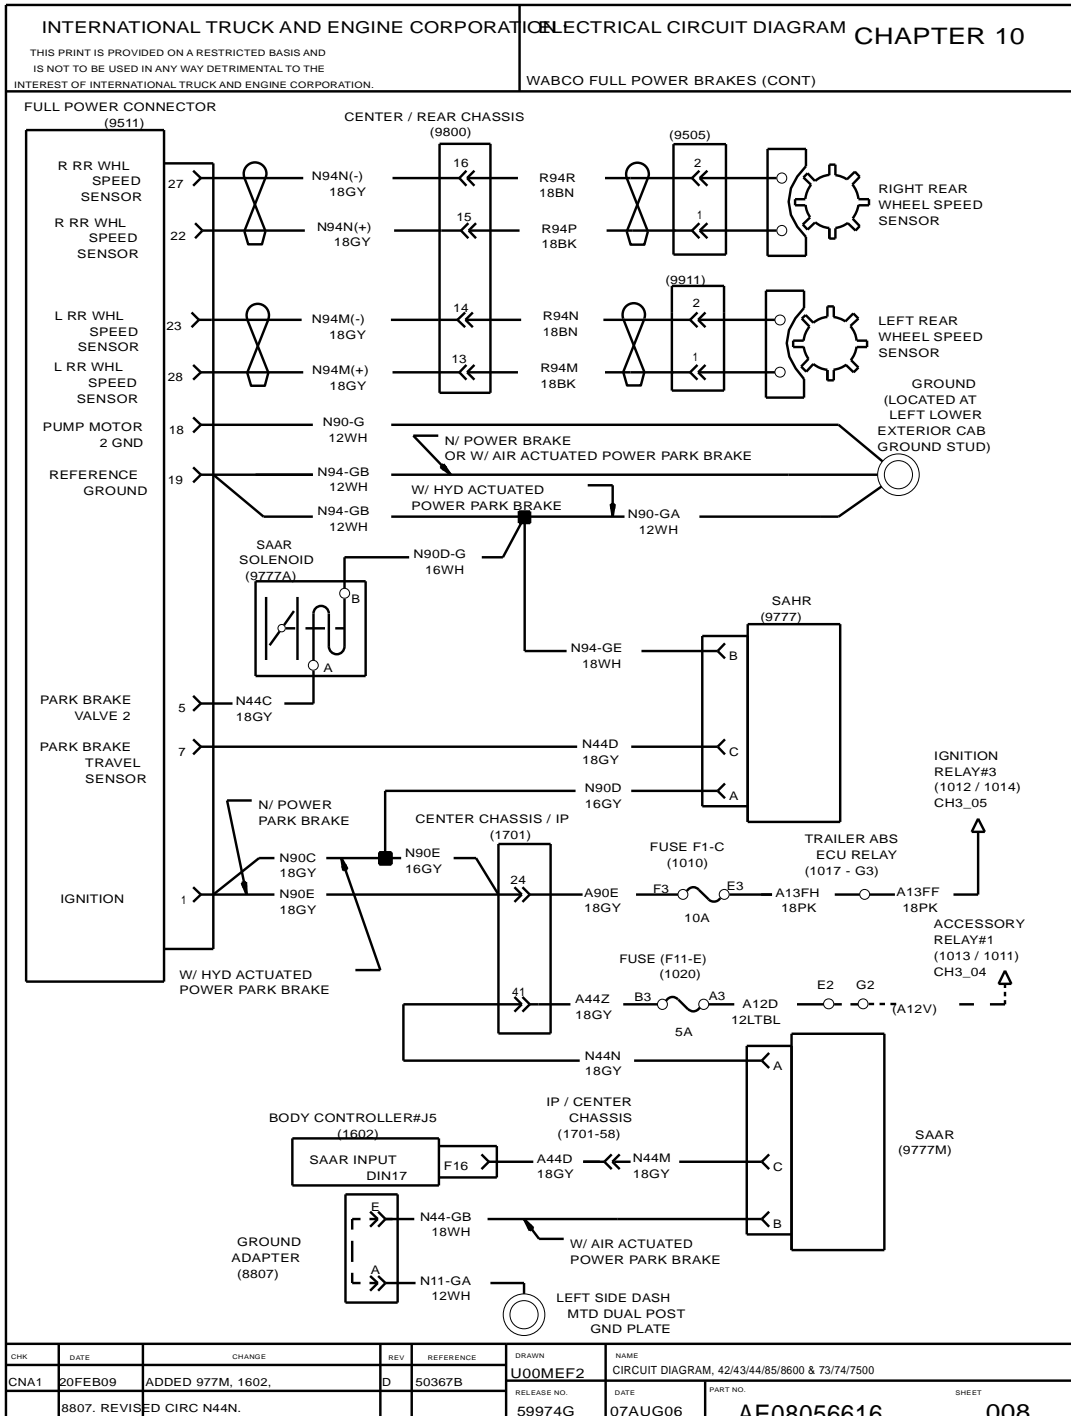 INTERNATIONAL TRUCK AND ENGINE CORPORATION
ELECTRICAL CIRCUIT DIAGRAM
CHAPTER 10
THIS PRINT IS PROVIDED ON A RESTRICTED BASIS AND
IS NOT TO BE USED IN ANY WAY DETRIMENTAL TO THE
INTEREST OF INTERNATIONAL TRUCK AND ENGINE CORPORATION.
WABCO FULL POWER BRAKES (CONT)
FULL POWER CONNECTOR
(9511)
CENTER / REAR CHASSIS
(9800)
(9505)
R RR WHL
SPEED
SENSOR
27
N94N(-)
18GY
16
R94R
18BN
2
RIGHT REAR
WHEEL SPEED
SENSOR
R RR WHL
SPEED
SENSOR
22
N94N(+)
18GY
15
R94P
18BK
1
(9911)
L RR WHL
SPEED
SENSOR
23
N94M(-)
18GY
14
R94N
18BN
2
LEFT REAR
WHEEL SPEED
SENSOR
L RR WHL
SPEED
SENSOR
28
N94M(+)
18GY
13
R94M
18BK
1
GROUND
(LOCATED AT
LEFT LOWER
EXTERIOR CAB
GROUND STUD)
PUMP MOTOR
2 GND
18
N90-G
12WH
N/ POWER BRAKE
OR W/ AIR ACTUATED POWER PARK BRAKE
REFERENCE
GROUND
19
N94-GB
12WH
W/ HYD ACTUATED
POWER PARK BRAKE
N94-GB
12WH
N90-GA
12WH
SAAR
SOLENOID
(9777A)
N90D-G
16WH
B
A
SAHR
(9777)
N94-GE
18WH
B
PARK BRAKE
VALVE 2
5
N44C
18GY
PARK BRAKE
TRAVEL
SENSOR
7
N44D
18GY
C
N90D
16GY
A
IGNITION
RELAY#3
(1012 / 1014)
CH3_05
N/ POWER
PARK BRAKE
CENTER CHASSIS / IP
(1701)
FUSE F1-C
(1010)
TRAILER ABS
ECU RELAY
(1017 - G3)
N90C
18GY
N90E
16GY
IGNITION
1
N90E
18GY
24
A90E
18GY
F3
E3
10A
A13FH
18PK
A13FF
18PK
ACCESSORY
RELAY#1
(1013 / 1011)
CH3_04
W/ HYD ACTUATED
POWER PARK BRAKE
FUSE (F11-E)
(1020)
41
A44Z
18GY
B3
A3
5A
A12D
12LTBL
E2
G2
(A12V)
N44N
18GY
A
BODY CONTROLLER#J5
(1602)
SAAR INPUT
DIN17
F16
IP / CENTER
CHASSIS
(1701-58)
A44D
18GY
N44M
18GY
C
SAAR
(9777M)
GROUND
ADAPTER
(8807)
E
N44-GB
18WH
B
W/ AIR ACTUATED
POWER PARK BRAKE
A
N11-GA
12WH
LEFT SIDE DASH
MTD DUAL POST
GND PLATE
CHK DATE CHANGE REV REFERENCE
CNA1 20FEB09 ADDED 977M, 1602, D 50367B
8807. REVISED CIRC N44N.
DRAWN
U00MEF2
NAME
CIRCUIT DIAGRAM, 42/43/44/85/8600 & 73/74/7500
RELEASE NO.
59974G
DATE
07AUG06
PART NO.
AE08056616
SHEET
008